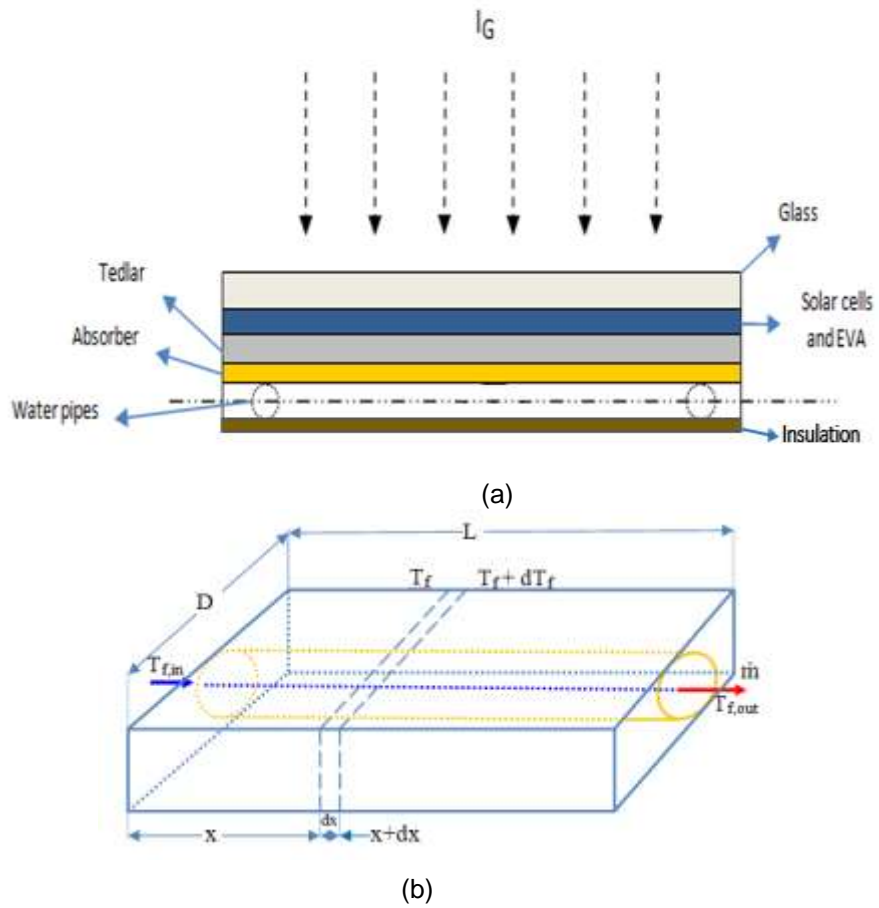 I_G
Glass
Tedlar
Solar cells
and EVA
Absorber
Water pipes
Insulation
(a)
L
T_f
T_f + dT_f
D
T_f,in
ṁ
T_f,out
dx
x
x+dx
(b)